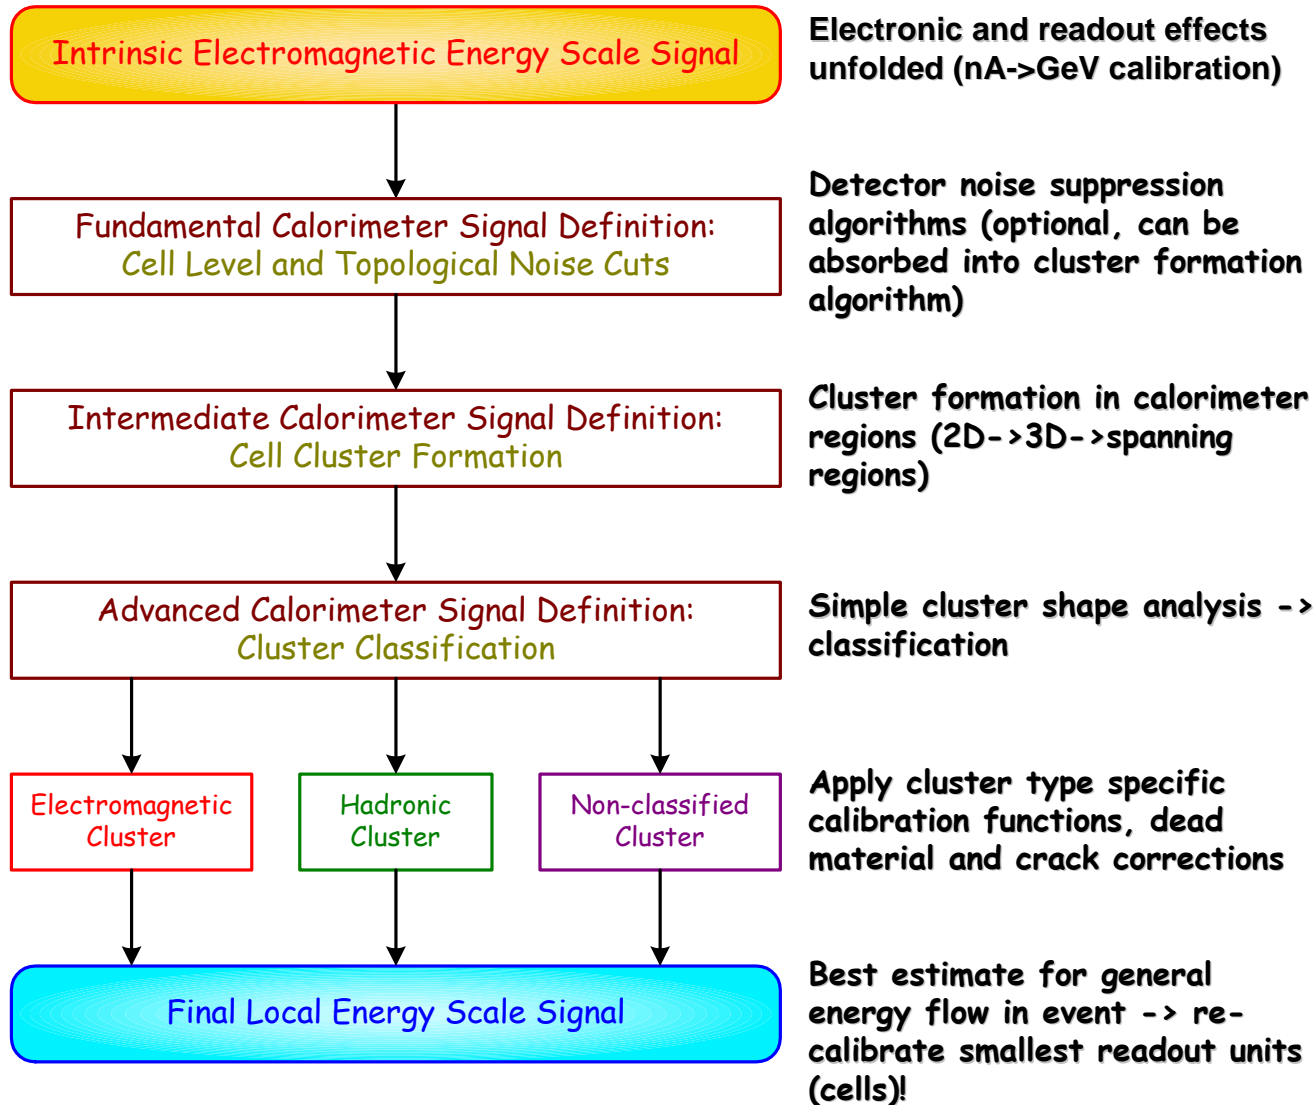 Intrinsic Electromagnetic Energy Scale Signal
Electronic and readout effects
unfolded (nA->GeV calibration)
Fundamental Calorimeter Signal Definition:
Cell Level and Topological Noise Cuts
Detector noise suppression
algorithms (optional, can be
absorbed into cluster formation
algorithm)
Intermediate Calorimeter Signal Definition:
Cell Cluster Formation
Cluster formation in calorimeter
regions (2D->3D->spanning
regions)
Advanced Calorimeter Signal Definition:
Cluster Classification
Simple cluster shape analysis ->
classification
Electromagnetic
Cluster
Hadronic
Cluster
Non-classified
Cluster
Apply cluster type specific
calibration functions, dead
material and crack corrections
Final Local Energy Scale Signal
Best estimate for general
energy flow in event -> re-
calibrate smallest readout units
(cells)!